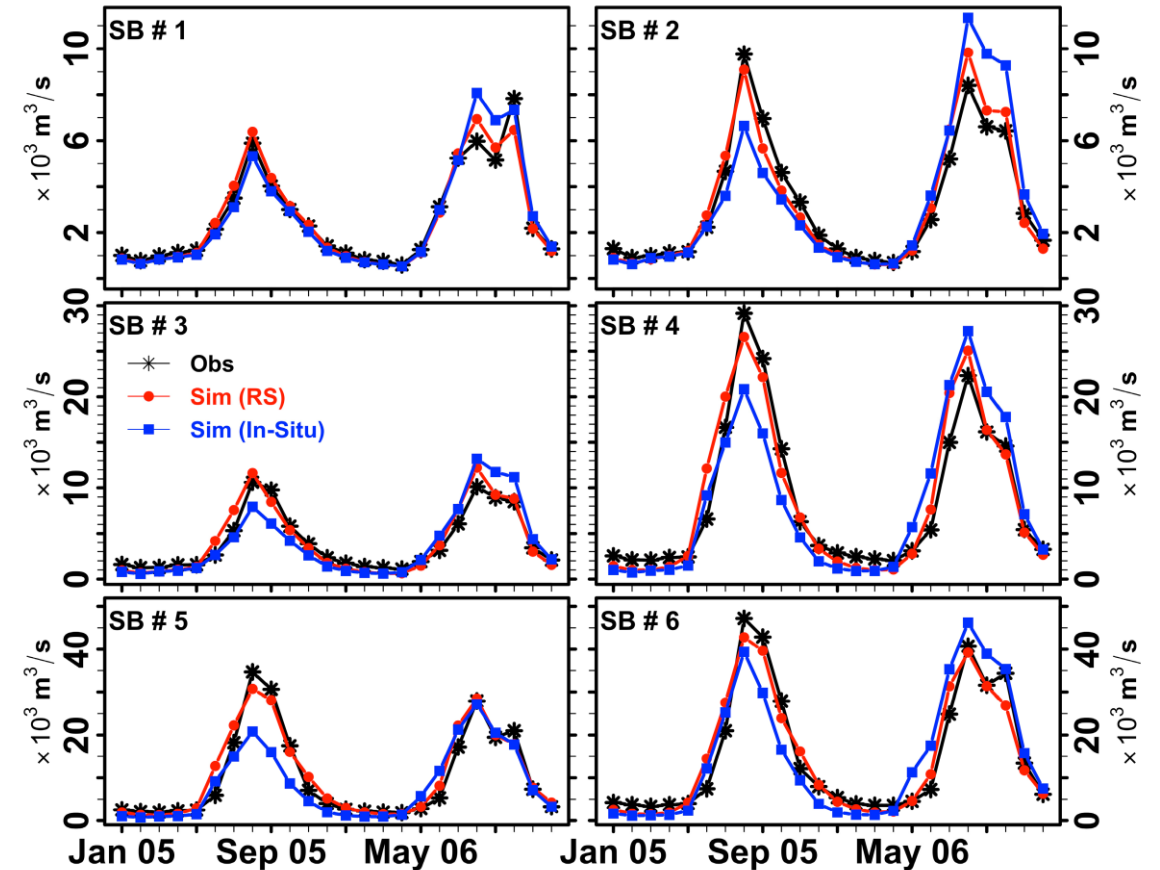 SB # 1
SB # 2
10
6
2
×10³ m³/s
10
6
2
×10³ m³/s
SB # 3
SB # 4
Obs
Sim (RS)
Sim (In-Situ)
30
20
10
0
×10³ m³/s
30
20
10
0
×10³ m³/s
SB # 5
SB # 6
40
20
0
×10³ m³/s
40
20
0
×10³ m³/s
Jan 05 Sep 05 May 06 Jan 05 Sep 05 May 06